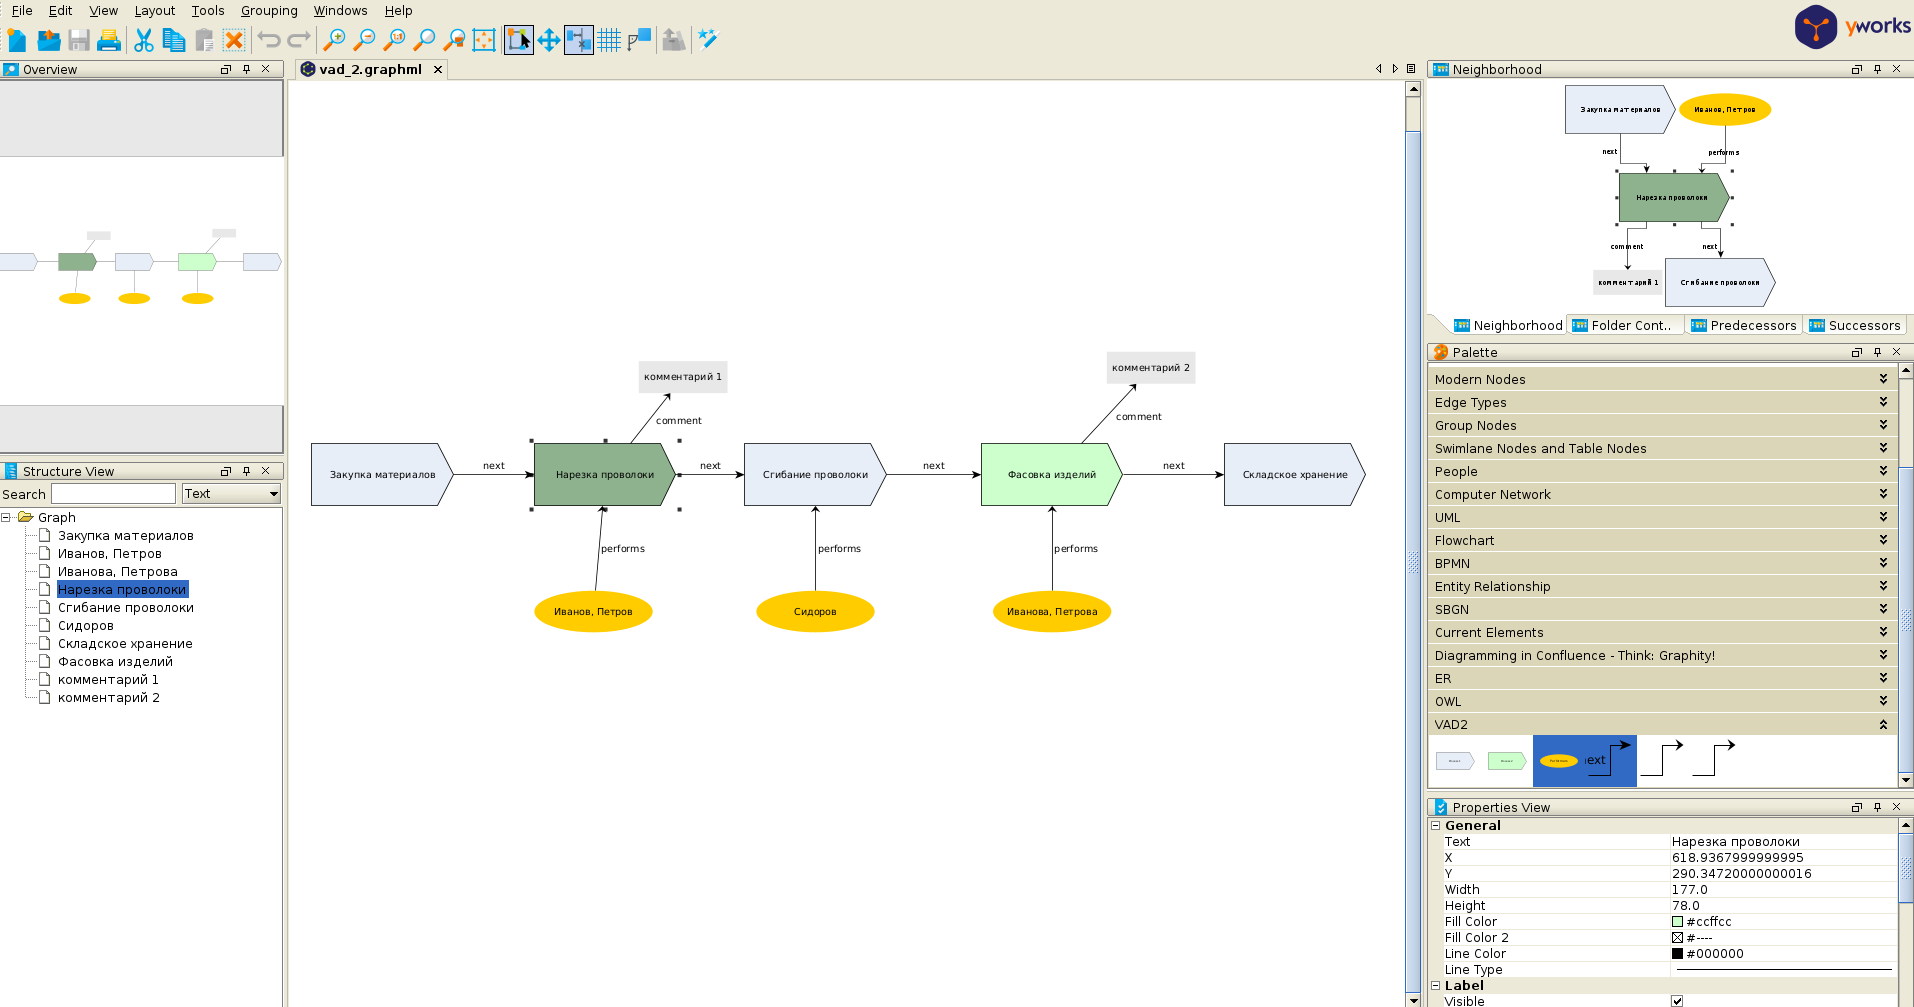 File Edit View Layout Tools Grouping Windows Help
yworks
Overview
vad_2.graphml
Neighborhood
Закупка материалов
Иванов, Петров
next
performs
Нарезка проволоки
comment
next
комментарий 1
Сгибание проволоки
Neighborhood Folder Cont.. Predecessors Successors
комментарий 1
комментарий 2
comment
comment
Закупка материалов
next
Нарезка проволоки
next
Сгибание проволоки
next
Фасовка изделий
next
Складское хранение
performs
performs
performs
Иванов, Петров
Сидоров
Иванова, Петрова
Structure View
Search
Text
Graph
Закупка материалов
Иванов, Петров
Иванова, Петрова
Нарезка проволоки
Сгибание проволоки
Сидоров
Складское хранение
Фасовка изделий
комментарий 1
комментарий 2
Palette
Modern Nodes
Edge Types
Group Nodes
Swimlane Nodes and Table Nodes
People
Computer Network
UML
Flowchart
BPMN
Entity Relationship
SBGN
Current Elements
Diagramming in Confluence - Think: Graphity!
ER
OWL
VAD2
next
Properties View
General
Text Нарезка проволоки
X 618.9367999999995
Y 290.34720000000016
Width 177.0
Height 78.0
Fill Color #ccffcc
Fill Color 2 #----
Line Color #000000
Line Type
Label
Visible